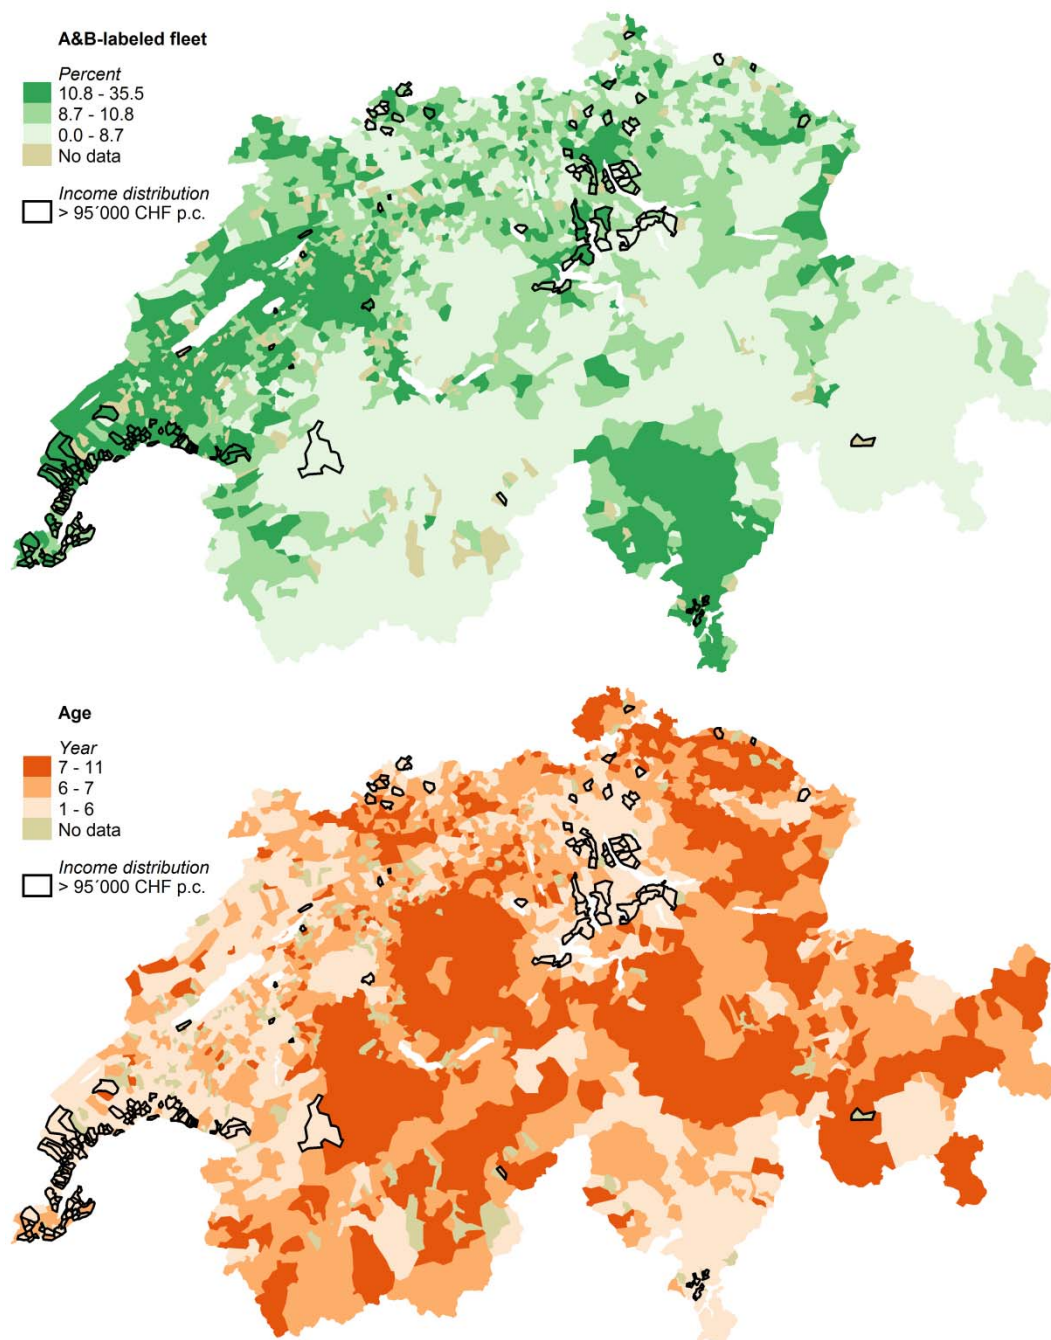 A&B-labeled fleet
Percent
10.8 - 35.5
8.7 - 10.8
0.0 - 8.7
No data
Income distribution
> 95´000 CHF p.c.
Age
Year
7 - 11
6 - 7
1 - 6
No data
Income distribution
> 95´000 CHF p.c.